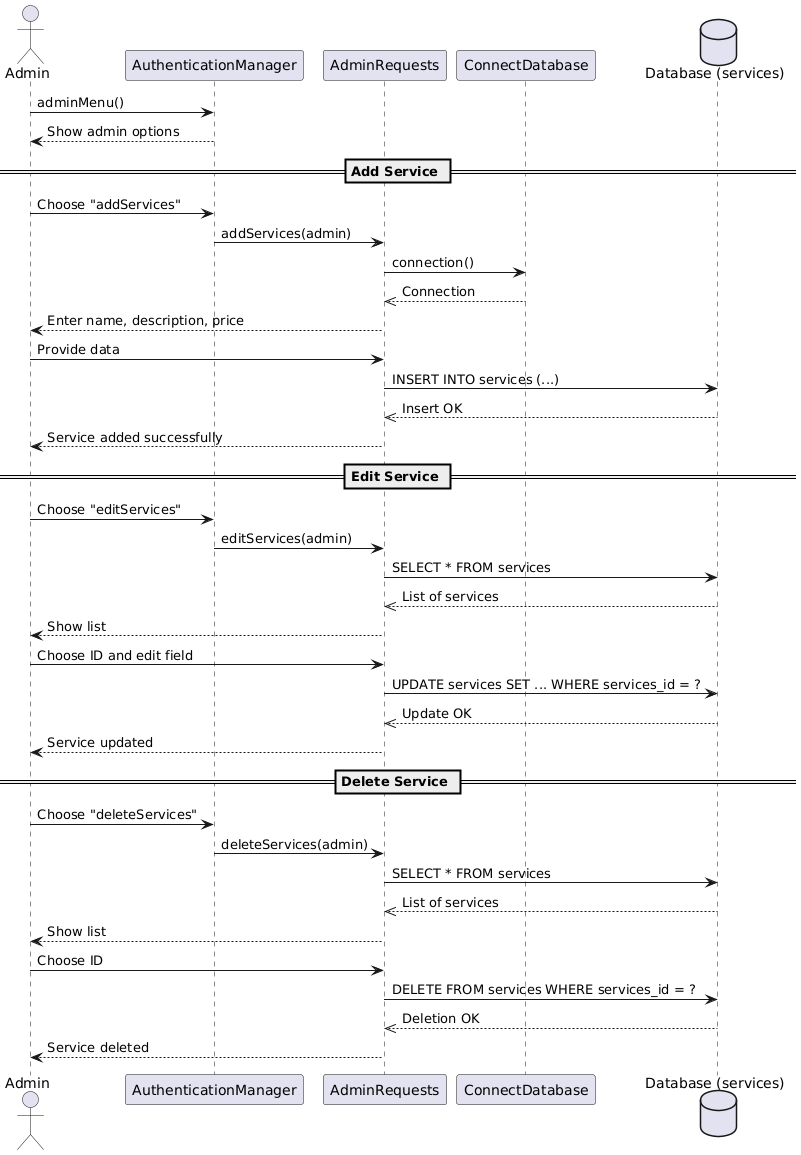 Admin
AuthenticationManager
AdminRequests
ConnectDatabase
Database (services)
adminMenu()
Show admin options
Add Service
Choose "addServices"
addServices(admin)
connection()
Connection
Enter name, description, price
Provide data
INSERT INTO services (...)
Insert OK
Service added successfully
Edit Service
Choose "editServices"
editServices(admin)
SELECT * FROM services
List of services
Show list
Choose ID and edit field
UPDATE services SET ... WHERE services_id = ?
Update OK
Service updated
Delete Service
Choose "deleteServices"
deleteServices(admin)
SELECT * FROM services
List of services
Show list
Choose ID
DELETE FROM services WHERE services_id = ?
Deletion OK
Service deleted
Admin
AuthenticationManager
AdminRequests
ConnectDatabase
Database (services)